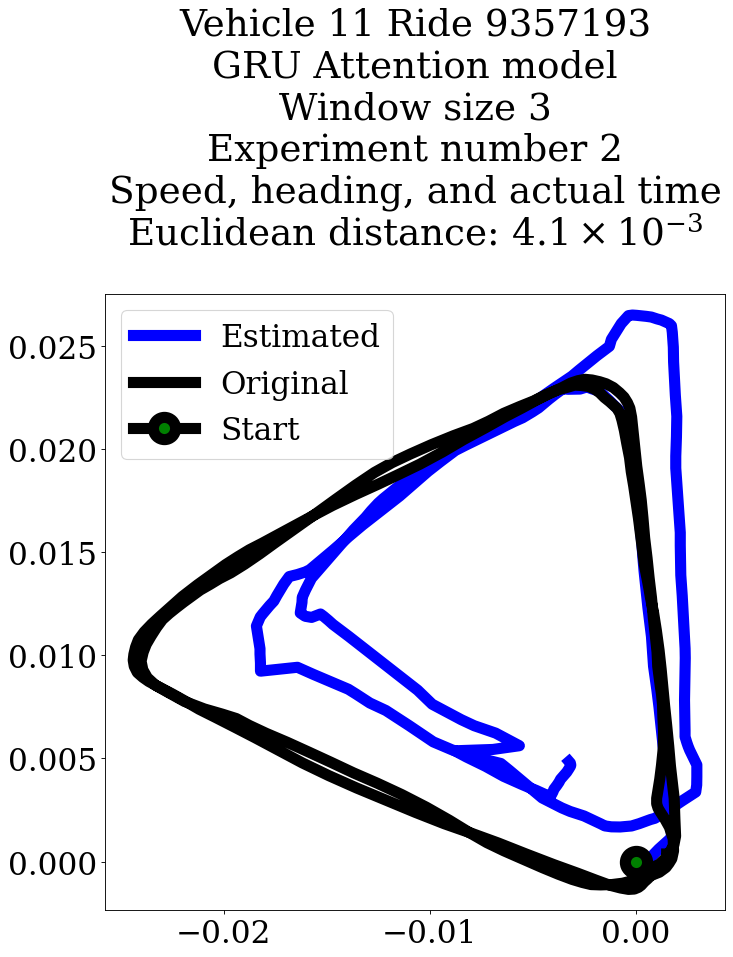 Vehicle 11 Ride 9357193
GRU Attention model
Window size 3
Experiment number 2
Speed, heading, and actual time
Euclidean distance: 4.1 × 10⁻³
Estimated
Original
Start
0.025
0.020
0.015
0.010
0.005
0.000
−0.02
−0.01
0.00